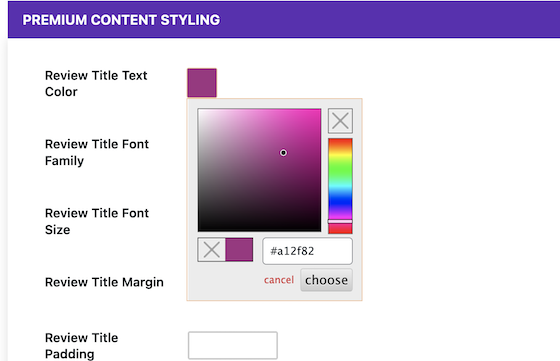 PREMIUM CONTENT STYLING
Review Title Text
Color
Review Title Font
Family
Review Title Font
Size
#a12f82
cancel choose
Review Title Margin
Review Title
Padding